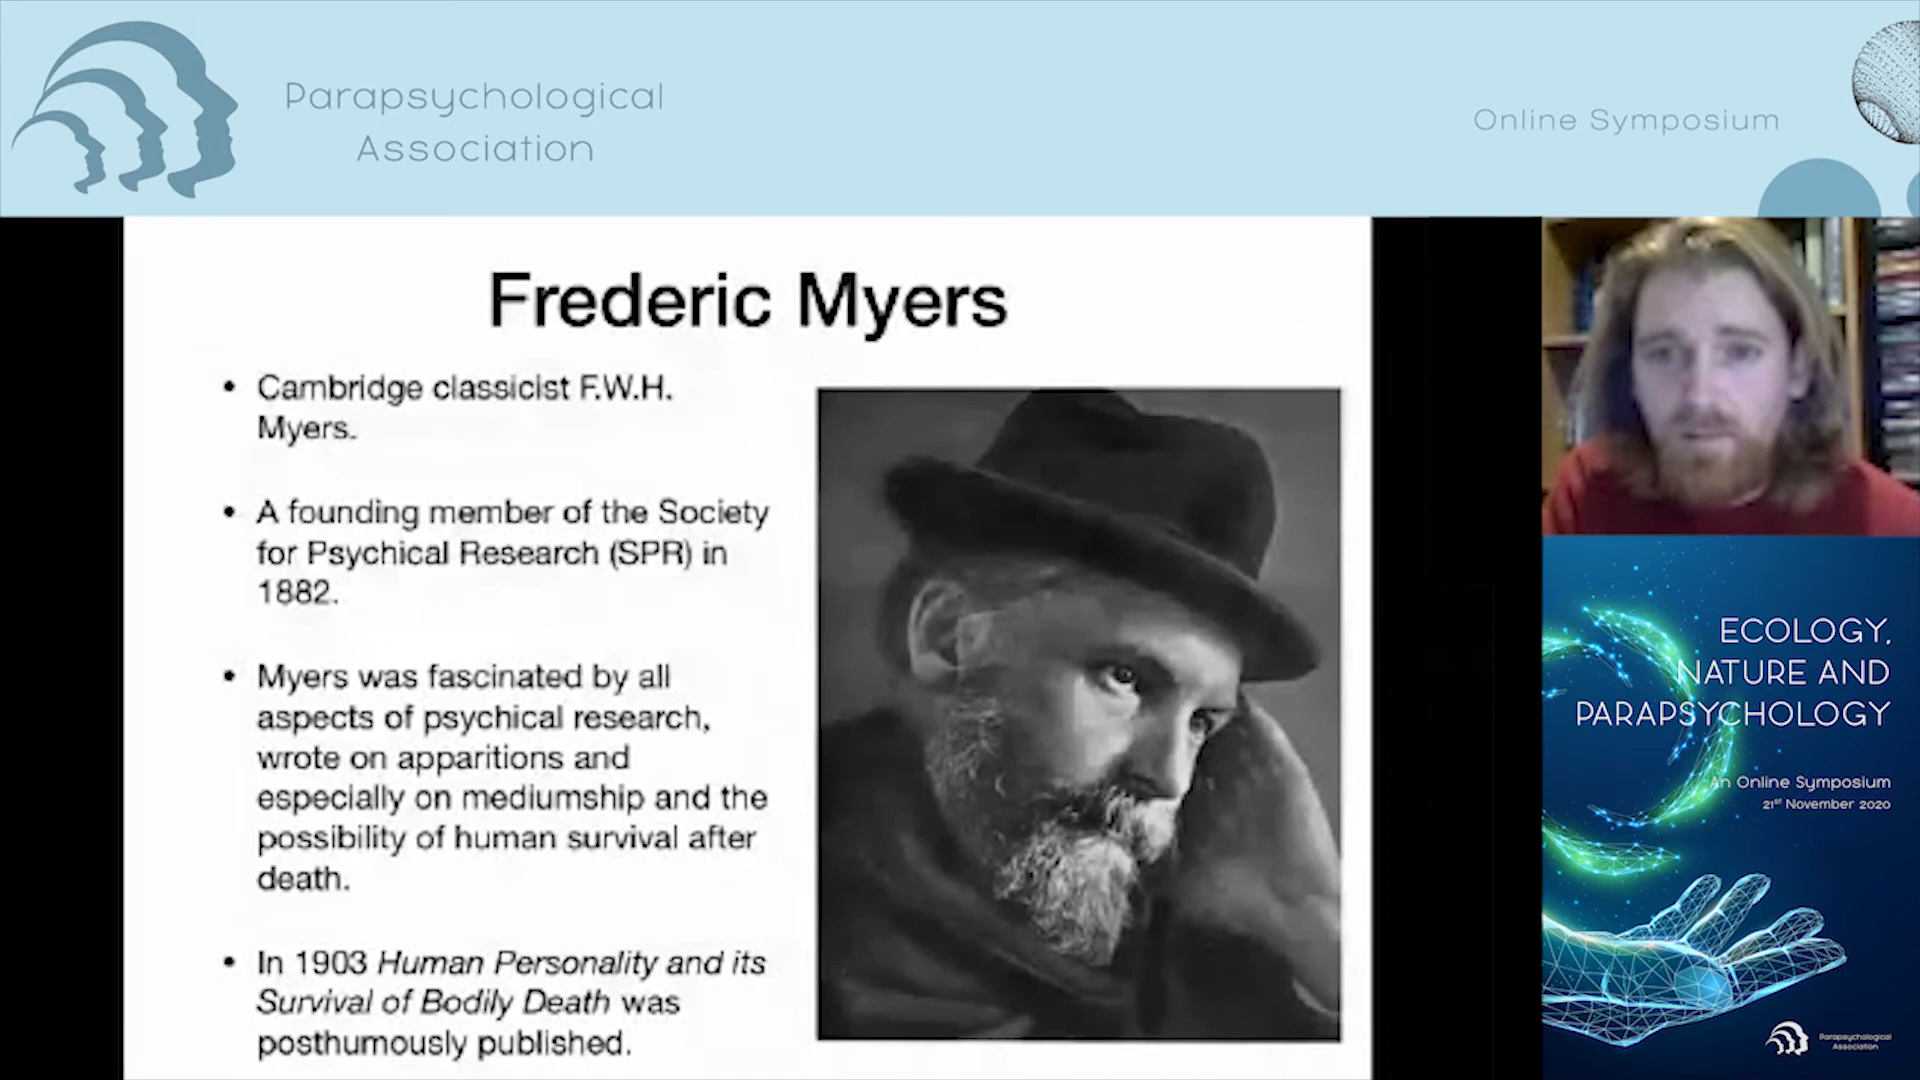 Parapsychological
Association
Online Symposium
Frederic Myers
• Cambridge classicist F.W.H.
Myers.
• A founding member of the Society
for Psychical Research (SPR) in
1882.
• Myers was fascinated by all
aspects of psychical research,
wrote on apparitions and
especially on mediumship and the
possibility of human survival after
death.
• In 1903 Human Personality and its
Survival of Bodily Death was
posthumously published.
ECOLOGY,
NATURE AND
PARAPSYCHOLOGY
An Online Symposium
21st November 2020
Parapsychological
Association